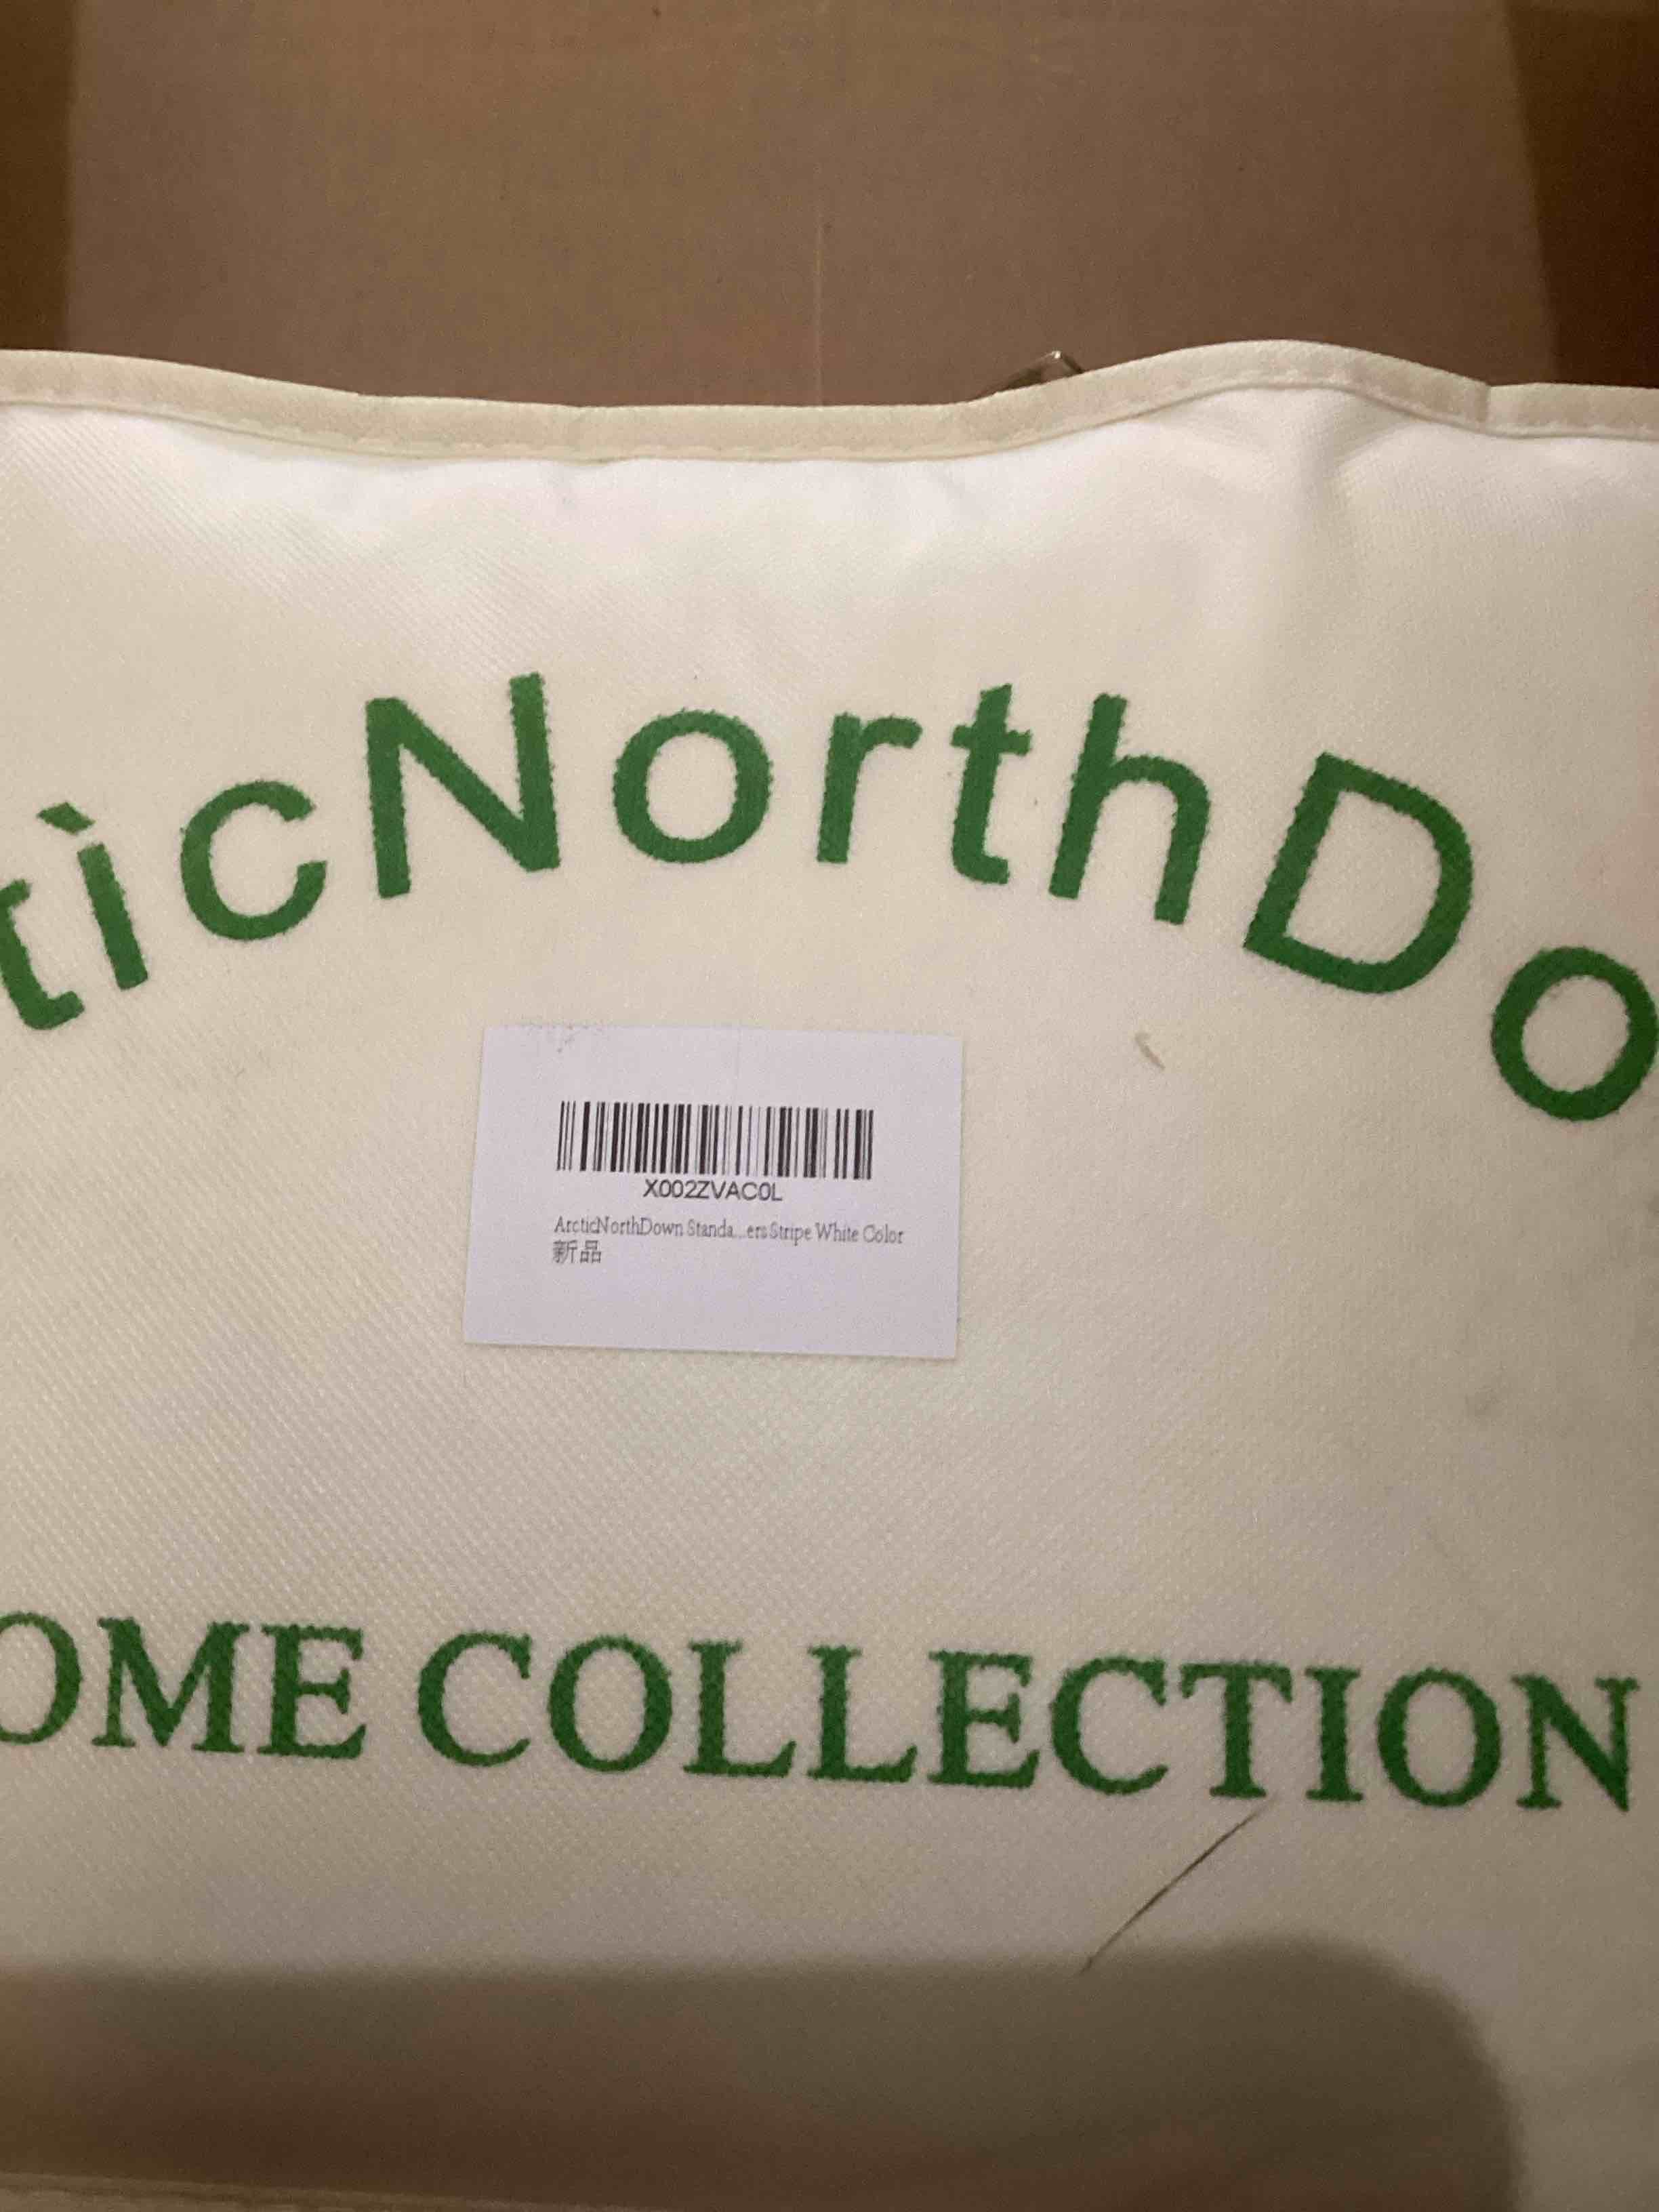 ticNorthDo
X002ZVAC0L
ArcticNorthDown Standa...ers Stripe White Color
新品
OME COLLECTION